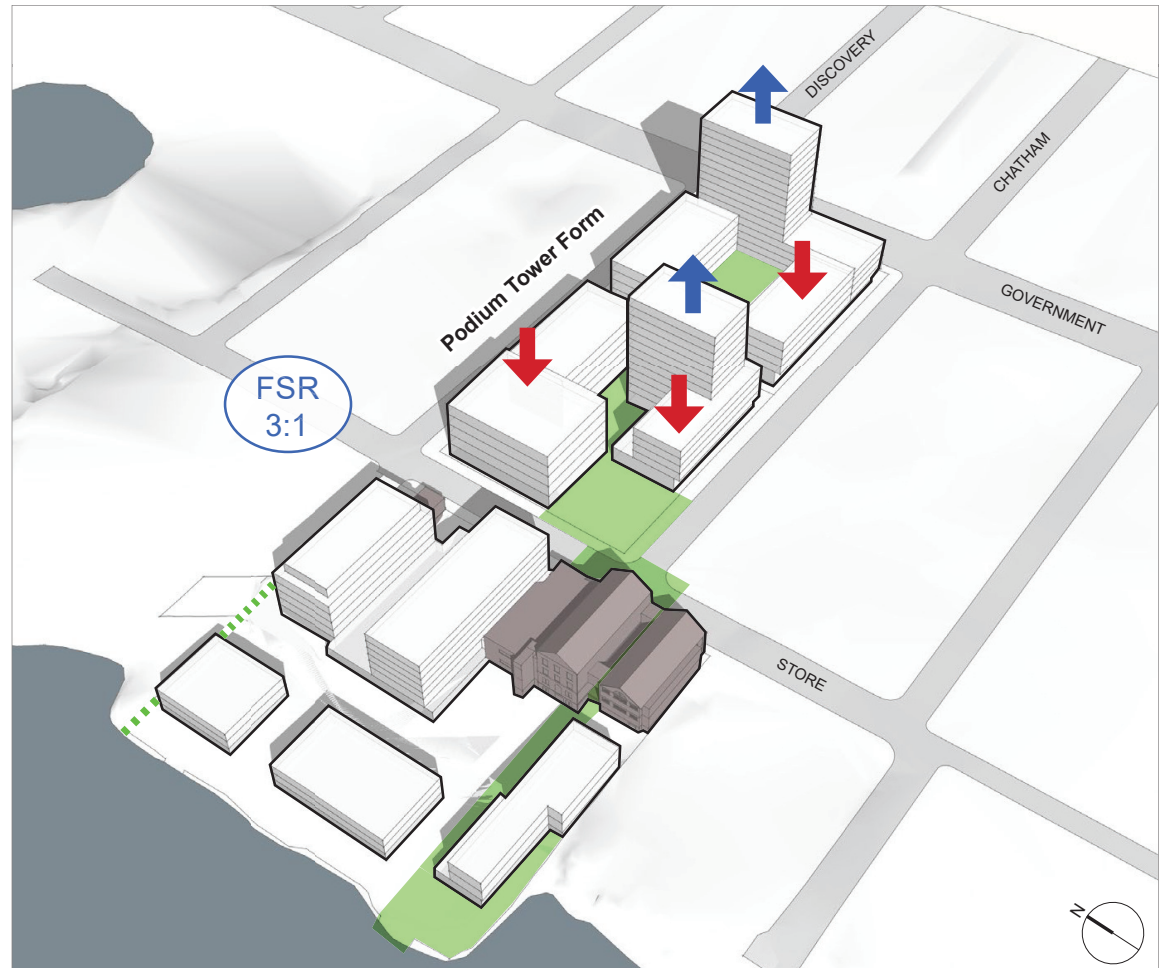 DISCOVERY
CHATHAM
GOVERNMENT
Podium Tower Form
FSR
3:1
STORE
N